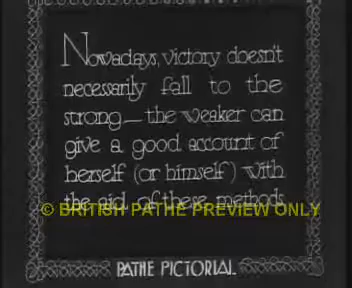 Nowadays, victory doesn't
necessarily fall to the
strong — the weaker can
give a good account of
herself (or himself) with
the aid of these methods
© BRITISH PATHE PREVIEW ONLY
PATHE PICTORIAL